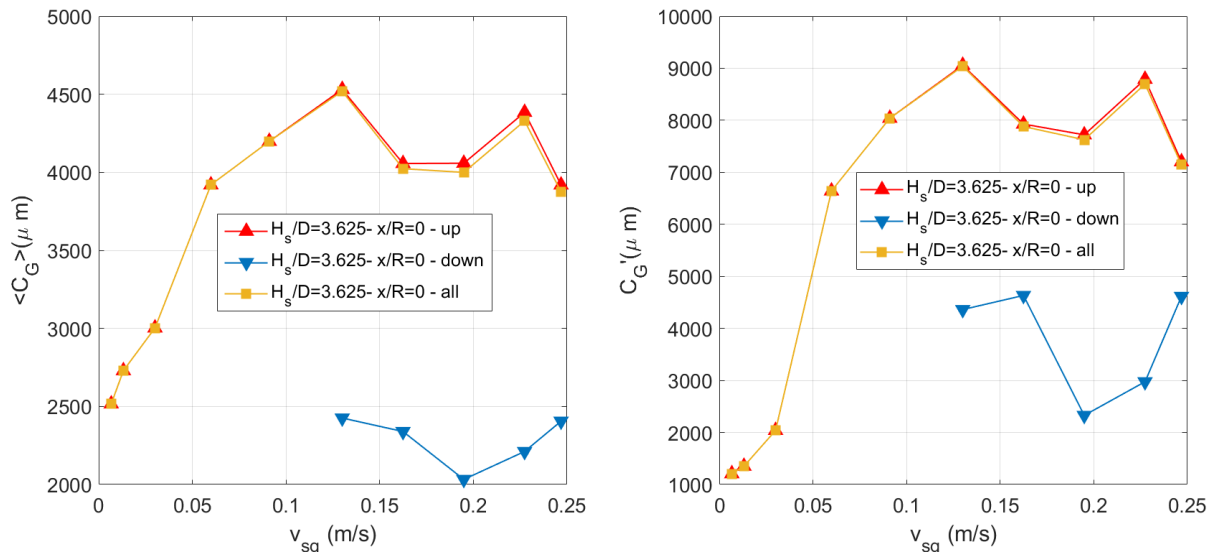 5000
4500
4000
3500
3000
2500
2000
<C_G>(μ m)
H_s/D=3.625- x/R=0 - up
H_s/D=3.625- x/R=0 - down
H_s/D=3.625- x/R=0 - all
0 0.05 0.1 0.15 0.2 0.25
v_sg (m/s)
10000
9000
8000
7000
6000
5000
4000
3000
2000
1000
C_G'(μ m)
H_s/D=3.625- x/R=0 - up
H_s/D=3.625- x/R=0 - down
H_s/D=3.625- x/R=0 - all
0 0.05 0.1 0.15 0.2 0.25
v_sg (m/s)